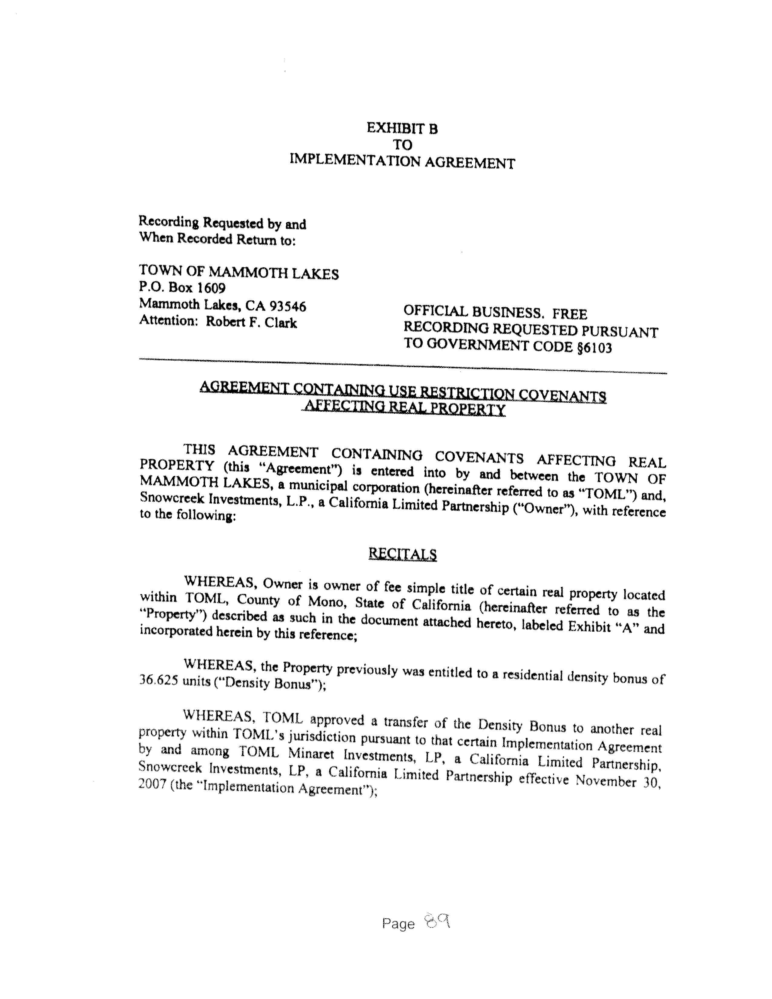 EXHIBIT B
TO
IMPLEMENTATION AGREEMENT
Recording Requested by and
When Recorded Return to:
TOWN OF MAMMOTH LAKES
P.O. Box 1609
Mammoth Lakes, CA 93546
Attention: Robert F. Clark
OFFICIAL BUSINESS. FREE
RECORDING REQUESTED PURSUANT
TO GOVERNMENT CODE §6103
AGREEMENT CONTAINING USE RESTRICTION COVENANTS
AFFECTING REAL PROPERTY
THIS AGREEMENT CONTAINING COVENANTS AFFECTING REAL
PROPERTY (this “Agreement”) is entered into by and between the TOWN OF
MAMMOTH LAKES, a municipal corporation (hereinafter referred to as “TOML”) and,
Snowcreek Investments, L.P., a California Limited Partnership (“Owner”), with reference
to the following:
RECITALS
WHEREAS, Owner is owner of fee simple title of certain real property located
within TOML, County of Mono, State of California (hereinafter referred to as the
“Property”) described as such in the document attached hereto, labeled Exhibit “A” and
incorporated herein by this reference;
WHEREAS, the Property previously was entitled to a residential density bonus of
36.625 units (“Density Bonus”);
WHEREAS, TOML approved a transfer of the Density Bonus to another real
property within TOML's jurisdiction pursuant to that certain Implementation Agreement
by and among TOML Minaret Investments, LP, a California Limited Partnership,
Snowcreek Investments, LP, a California Limited Partnership effective November 30,
2007 (the “Implementation Agreement”);
Page 89